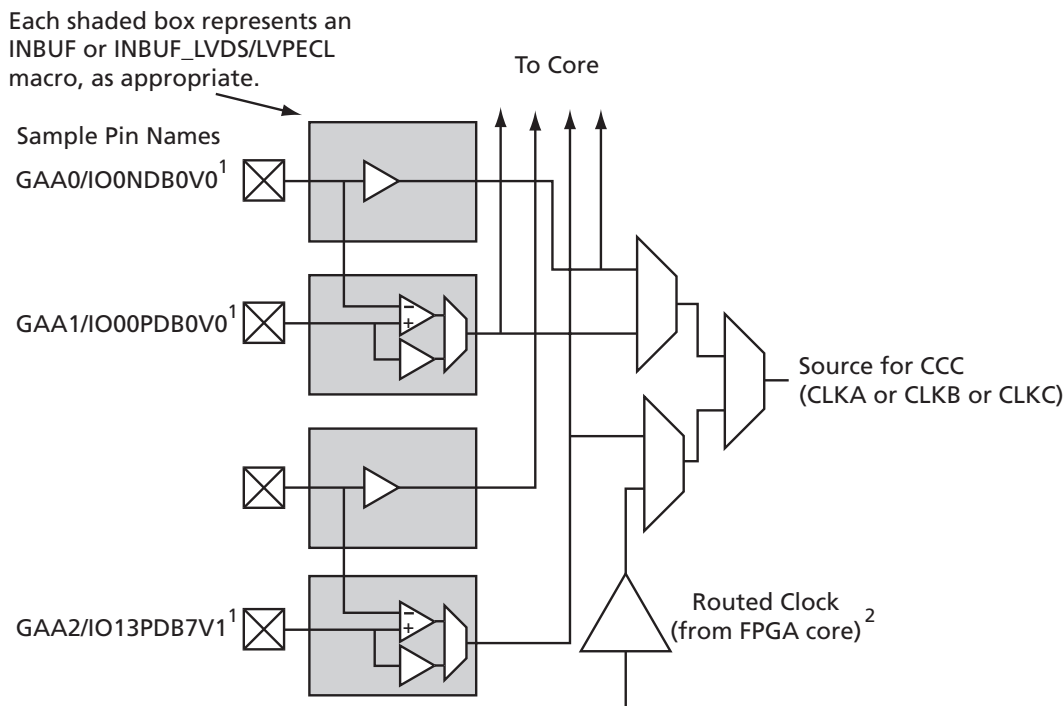 Each shaded box represents an
INBUF or INBUF_LVDS/LVPECL
macro, as appropriate.
To Core
Sample Pin Names
GAA0/IO0NDB0V0¹
GAA1/IO00PDB0V0¹
−
+
Source for CCC
(CLKA or CLKB or CLKC)
GAA2/IO13PDB7V1¹
−
+
Routed Clock
(from FPGA core)²